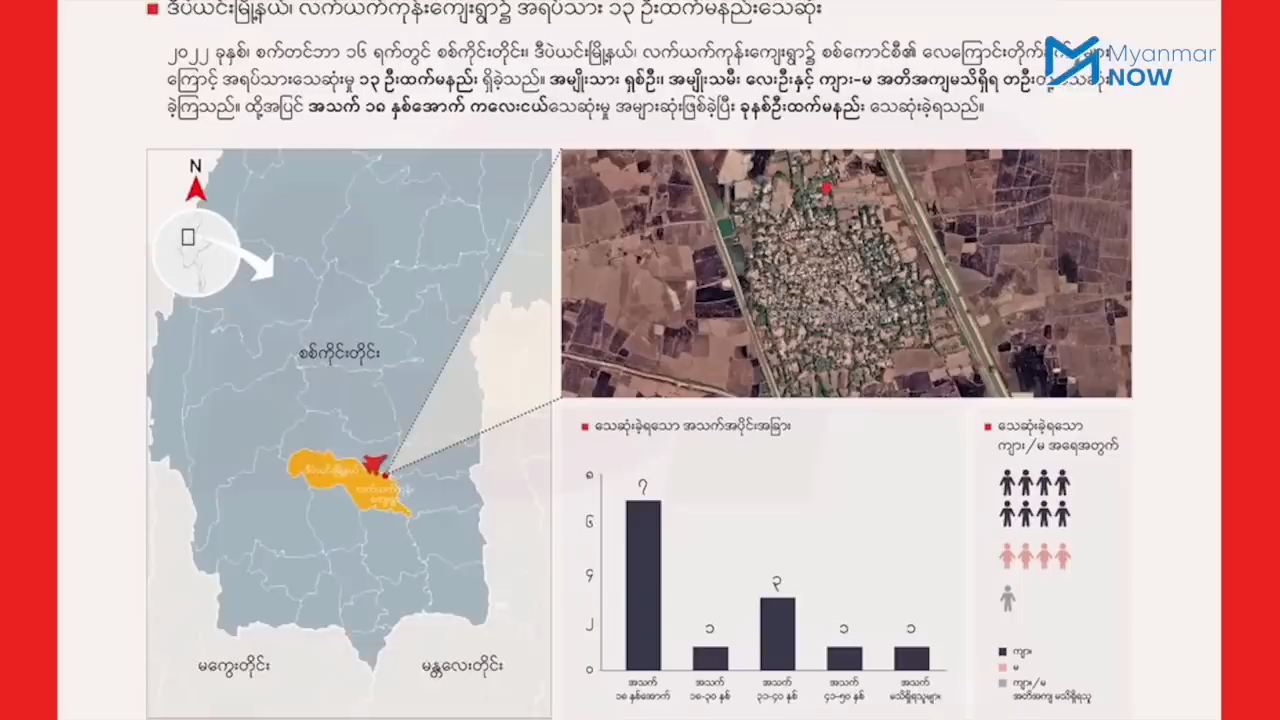 ဒီပဲယင်းမြို့နယ်၊ လက်ယက်ကုန်းကျေးရွာ၌ အရပ်သား ၁၃ ဦးထက်မနည်းသေဆုံး
Myanmar
NOW
၂၀၂၂ ခုနှစ်၊ စက်တင်ဘာ ၁၆ ရက်တွင် စစ်ကိုင်းတိုင်း၊ ဒီပဲယင်းမြို့နယ်၊ လက်ယက်ကုန်းကျေးရွာ၌ စစ်ကောင်စီ၏
ကြောင့် အရပ်သားသေဆုံးမှု ၁၃ ဦးထက်မနည်း ရှိခဲ့သည်။ အမျိုးသား ရှစ်ဦး၊ အမျိုးသမီး လေးဦးနှင့် ကျား-မ အတိအကျမသိရှိရ တဦး
ခဲ့ကြသည်။ ထို့အပြင် အသက် ၁၈ နှစ်အောက် ကလေးငယ်သေဆုံးမှု အများဆုံးဖြစ်ခဲ့ပြီး ခုနစ်ဦးထက်မနည်း သေဆုံးခဲ့ရသည်။
N
စစ်ကိုင်းတိုင်း
ဒီပဲယင်းမြို့နယ်
လက်ယက်ကုန်း
ကျေးရွာ
မကွေးတိုင်း
မန္တလေးတိုင်း
သေဆုံးခဲ့ရသော အသက်အပိုင်းအခြား
၈
၆
၄
၂
၀
၇
၁
၃
၁
၁
အသက်
၁၈ နှစ်အောက်
အသက်
၁၈-၃၀ နှစ်
အသက်
၃၁-၄၀ နှစ်
အသက်
၄၁-၅၀ နှစ်
အသက်
မသိရှိရသူများ
သေဆုံးခဲ့ရသော
ကျား/မ အရေအတွက်
ကျား
မ
ကျား/မ
အတိအကျ မသိရှိရသူ